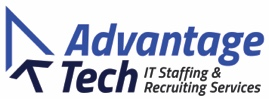 Advantage
Tech IT Staffing &
Recruiting Services